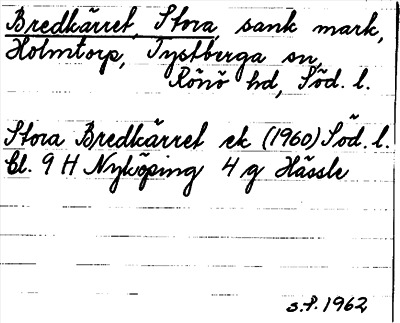 Bredkärret, Stora, sank mark,
Holmtorp, Tystberga sn,
Rönö hd, Söd. l.
Stora Bredkärret ek (1960) Söd. l.
bl. 9 H Nyköping 4 g Hässle
s.f. 1962